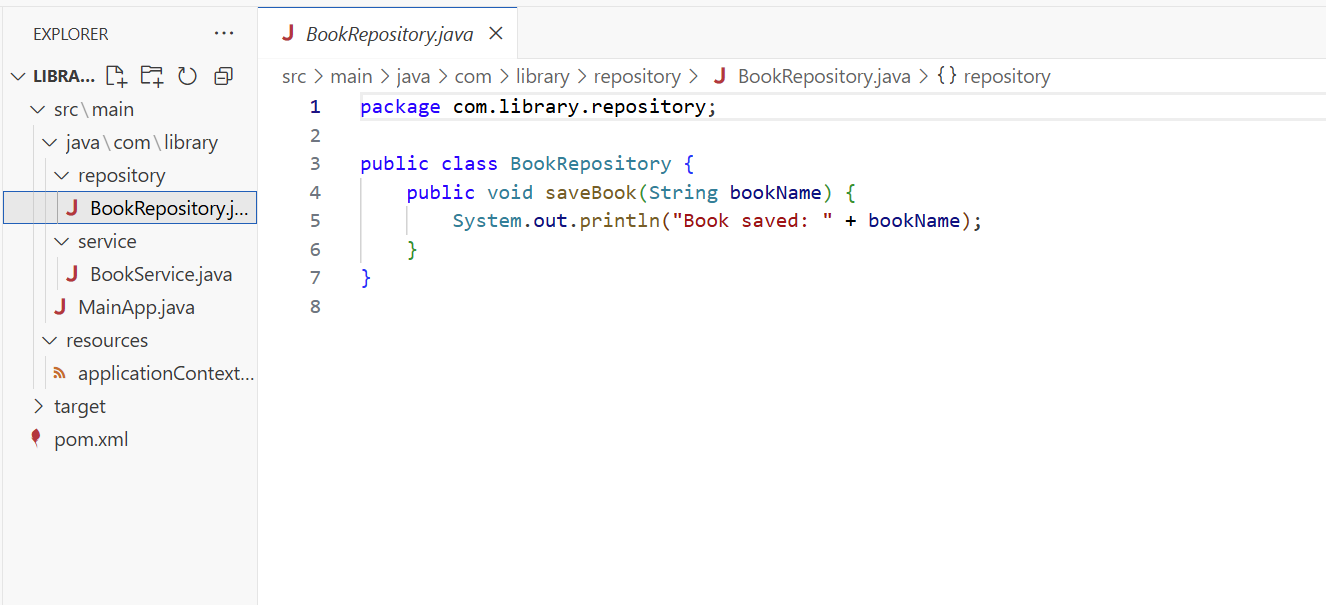 EXPLORER ...
LIBRA...
src\main
java\com\library
repository
BookRepository.j...
service
BookService.java
MainApp.java
resources
applicationContext...
target
pom.xml
BookRepository.java
src > main > java > com > library > repository > BookRepository.java > {} repository
1 package com.library.repository;
2
3 public class BookRepository {
4 public void saveBook(String bookName) {
5 System.out.println("Book saved: " + bookName);
6 }
7 }
8